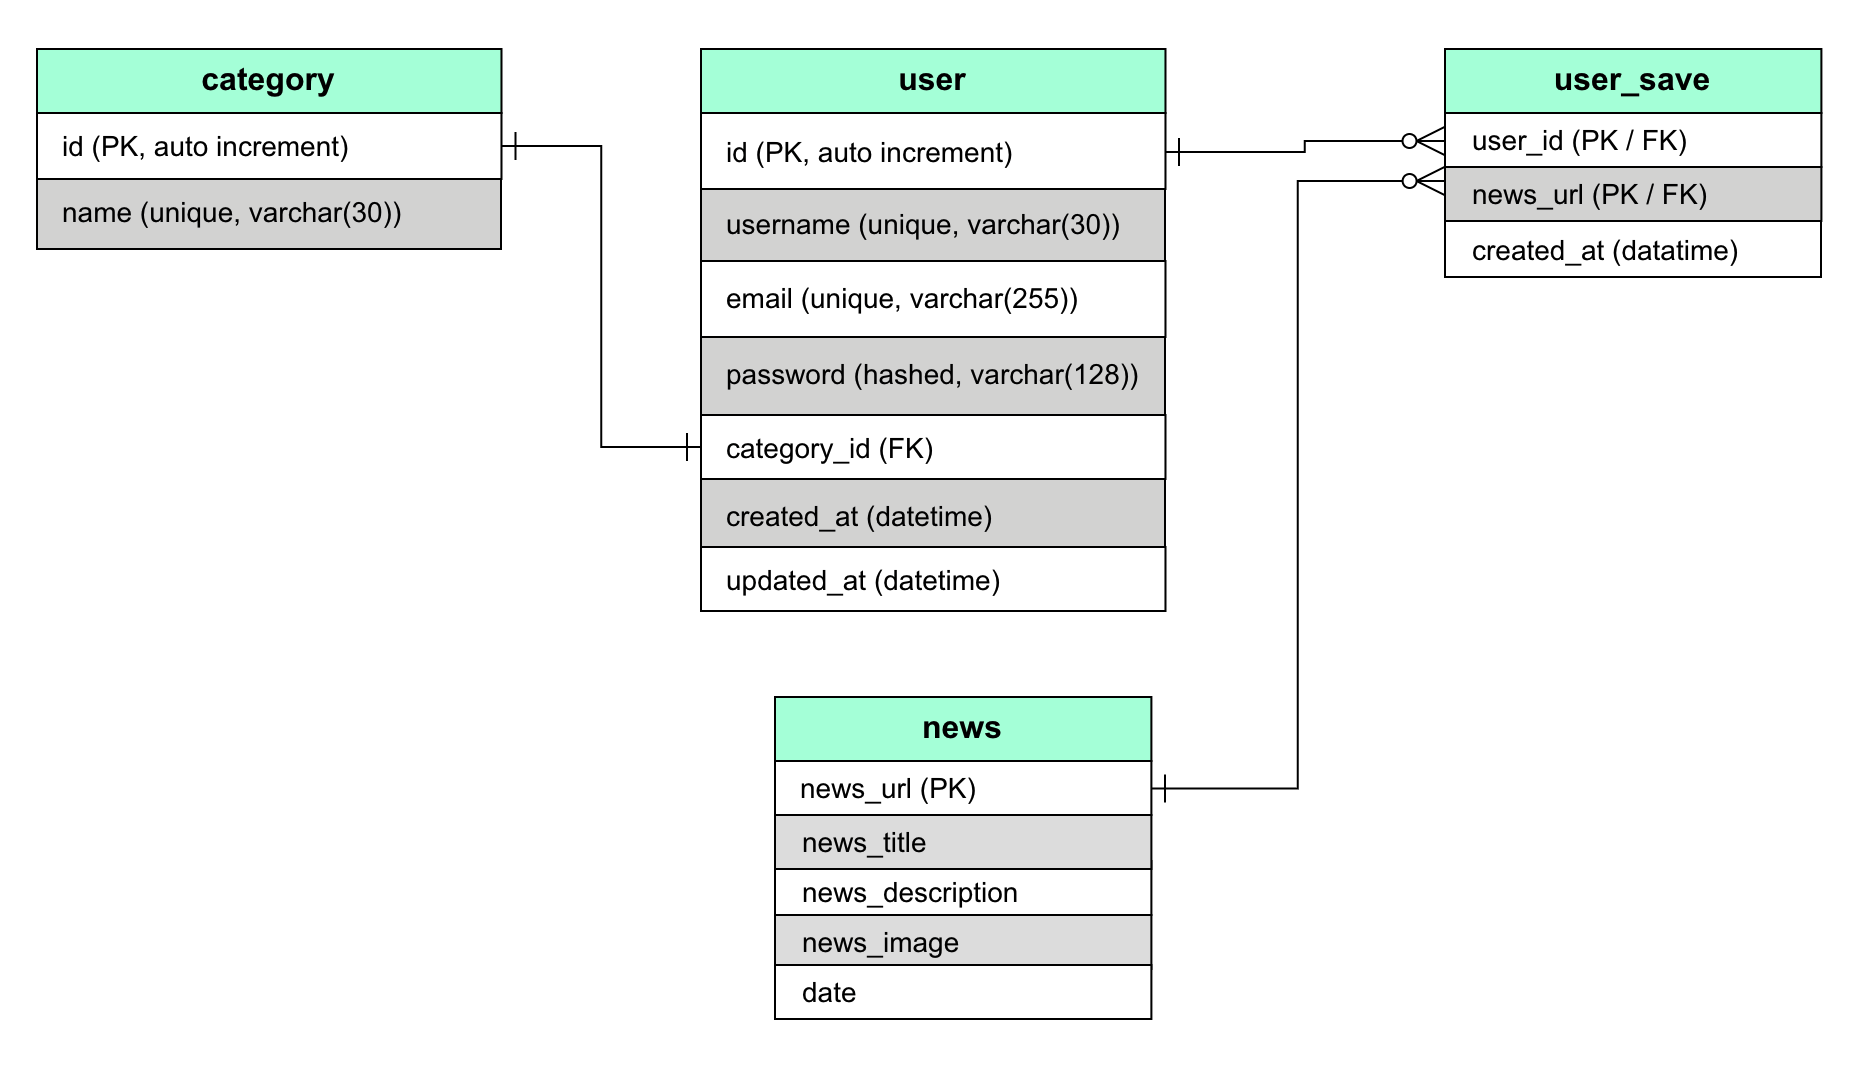 category
id (PK, auto increment)
name (unique, varchar(30))
user
id (PK, auto increment)
username (unique, varchar(30))
email (unique, varchar(255))
password (hashed, varchar(128))
category_id (FK)
created_at (datetime)
updated_at (datetime)
user_save
user_id (PK / FK)
news_url (PK / FK)
created_at (datatime)
news
news_url (PK)
news_title
news_description
news_image
date